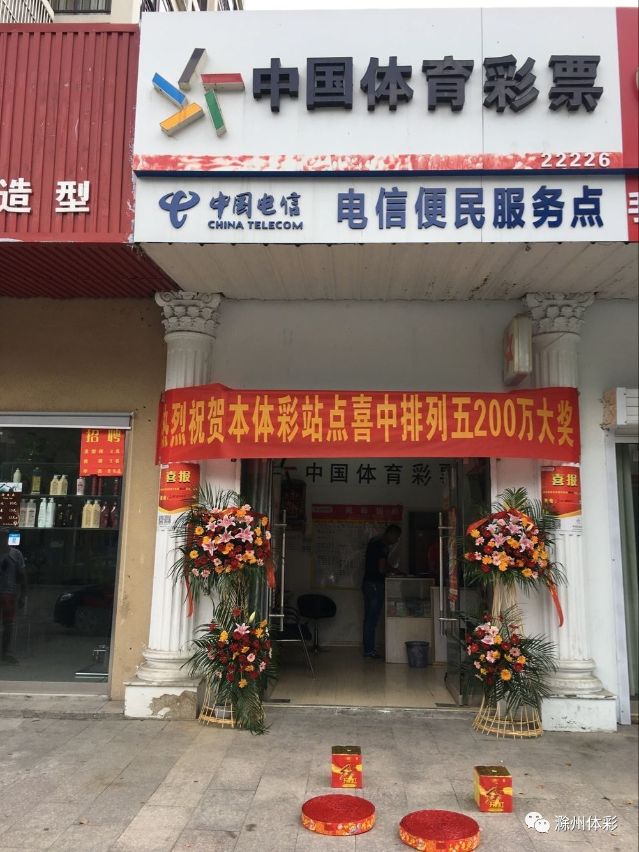 中国体育彩票
22226
造型
中国电信
CHINA TELECOM
电信便民服务点
热烈祝贺本体彩站点喜中排列五200万大奖
中国体育彩票
招聘
喜报
喜报
滁州体彩